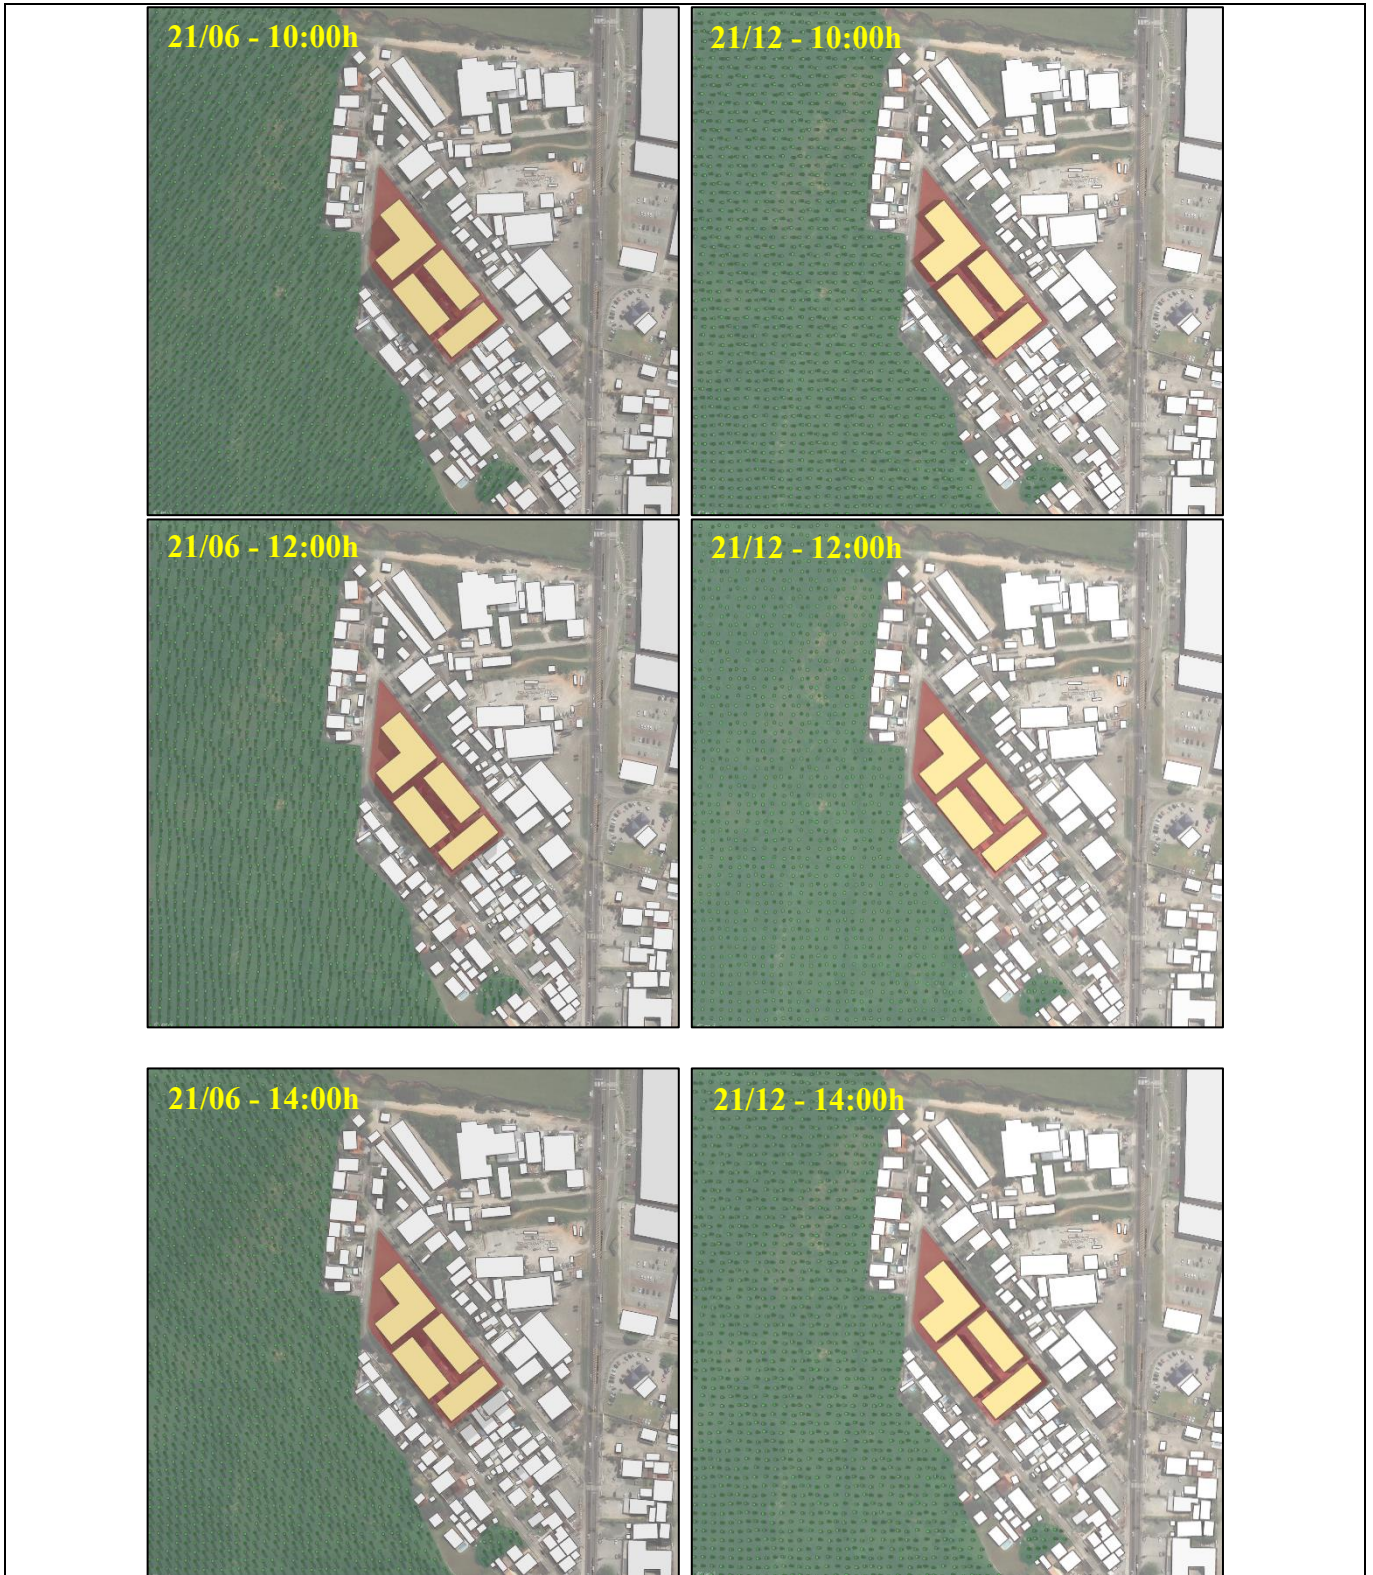 21/06 - 10:00h
21/12 - 10:00h
21/06 - 12:00h
21/12 - 12:00h
21/06 - 14:00h
21/12 - 14:00h